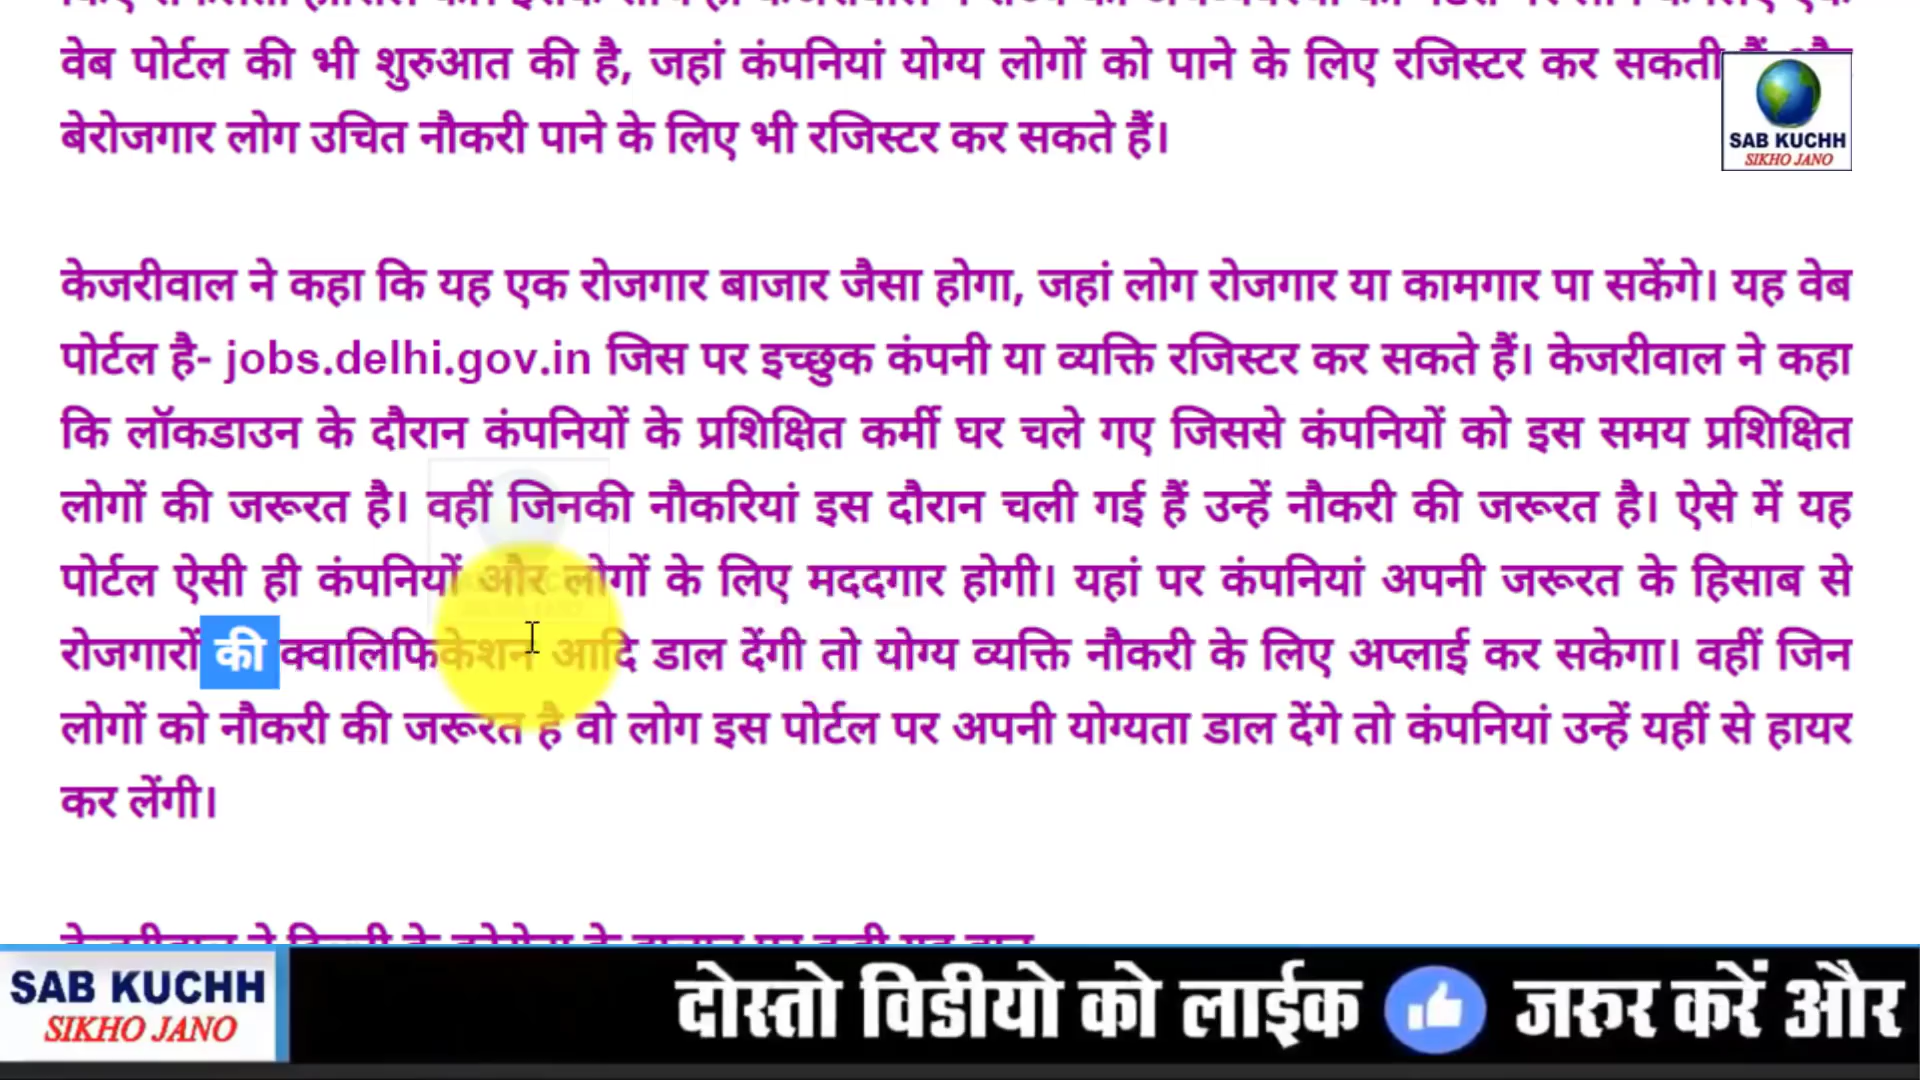 वेब पोर्टल की भी शुरुआत की है, जहां कंपनियां योग्य लोगों को पाने के लिए रजिस्टर कर सकती
बेरोजगार लोग उचित नौकरी पाने के लिए भी रजिस्टर कर सकते हैं।
SAB KUCHH
SIKHO JANO
केजरीवाल ने कहा कि यह एक रोजगार बाजार जैसा होगा, जहां लोग रोजगार या कामगार पा सकेंगे। यह वेब
पोर्टल है- jobs.delhi.gov.in जिस पर इच्छुक कंपनी या व्यक्ति रजिस्टर कर सकते हैं। केजरीवाल ने कहा
कि लॉकडाउन के दौरान कंपनियों के प्रशिक्षित कर्मी घर चले गए जिससे कंपनियों को इस समय प्रशिक्षित
लोगों की जरूरत है। वहीं जिनकी नौकरियां इस दौरान चली गई हैं उन्हें नौकरी की जरूरत है। ऐसे में यह
पोर्टल ऐसी ही कंपनियों और लोगों के लिए मददगार होगी। यहां पर कंपनियां अपनी जरूरत के हिसाब से
रोजगारों की क्वालिफिकेशन आदि डाल देंगी तो योग्य व्यक्ति नौकरी के लिए अप्लाई कर सकेगा। वहीं जिन
लोगों को नौकरी की जरूरत है वो लोग इस पोर्टल पर अपनी योग्यता डाल देंगे तो कंपनियां उन्हें यहीं से हायर
कर लेंगी।
SAB KUCHH
SIKHO JANO
दोस्तो विडीयो को लाईक जरुर करें और